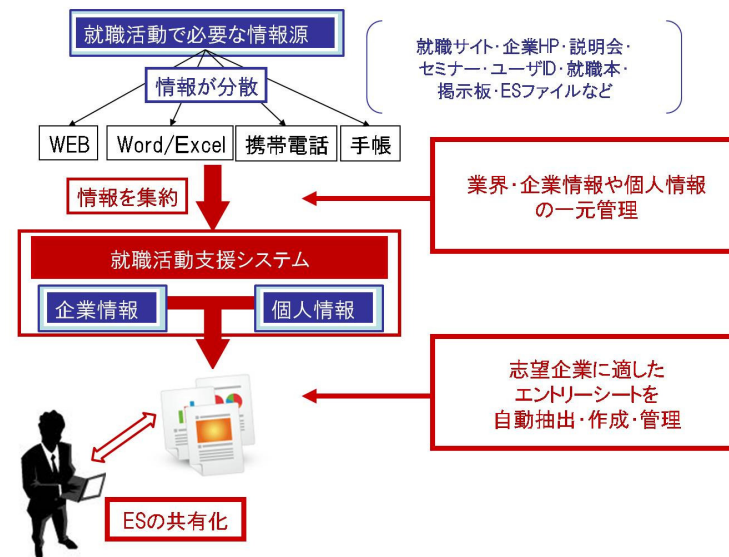 就職活動で必要な情報源
就職サイト・企業HP・説明会・
セミナー・ユーザID・就職本・
掲示板・ESファイルなど
情報が分散
WEB
Word/Excel
携帯電話
手帳
情報を集約
業界・企業情報や個人情報
の一元管理
就職活動支援システム
企業情報
個人情報
志望企業に適した
エントリーシートを
自動抽出・作成・管理
ESの共有化